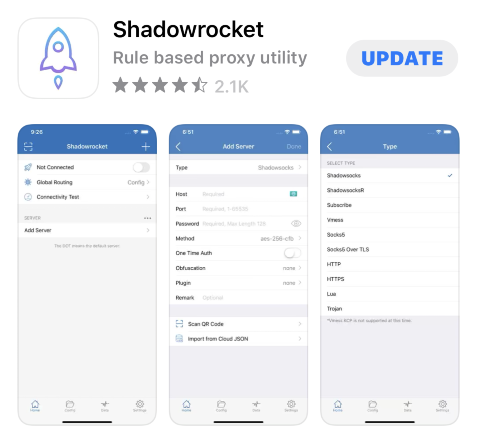 Shadowrocket
Rule based proxy utility
UPDATE
2.1K
9:26
Shadowrocket
Not Connected
Global Routing
Config
Connectivity Test
SERVER
Add Server
The DOT means the default server.
Home
Config
Data
Settings
6:51
Add Server
Done
Type
Shadowsocks
Host
Required
Port
Required, 1-65535
Password
Required, Max Length 128
Method
aes-256-cfb
One Time Auth
Obfuscation
none
Plugin
none
Remark
Optional
Scan QR Code
Import from Cloud JSON
Home
Config
Data
Settings
6:51
Type
SELECT TYPE
Shadowsocks
ShadowsocksR
Subscribe
Vmess
Socks5
Socks5 Over TLS
HTTP
HTTPS
Lua
Trojan
*Vmess KCP is not supported at this time.
Home
Config
Data
Settings